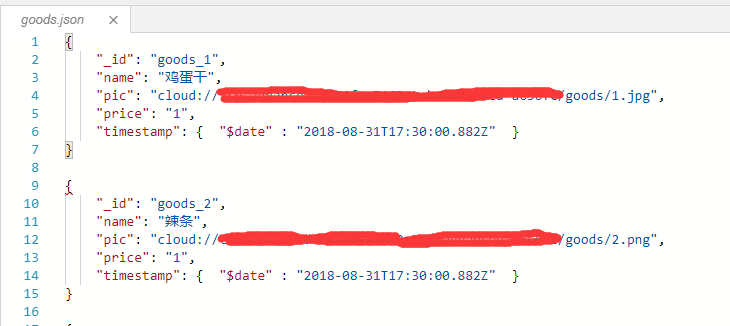 goods.json ×
1 {
2 "_id": "goods_1",
3 "name": "鸡蛋干",
4 "pic": "cloud:// /goods/1.jpg",
5 "price": "1",
6 "timestamp": { "$date" : "2018-08-31T17:30:00.882Z" }
7 }
8
9 {
10 "_id": "goods_2",
11 "name": "辣条",
12 "pic": "cloud:// /goods/2.png",
13 "price": "1",
14 "timestamp": { "$date" : "2018-08-31T17:30:00.882Z" }
15 }
16